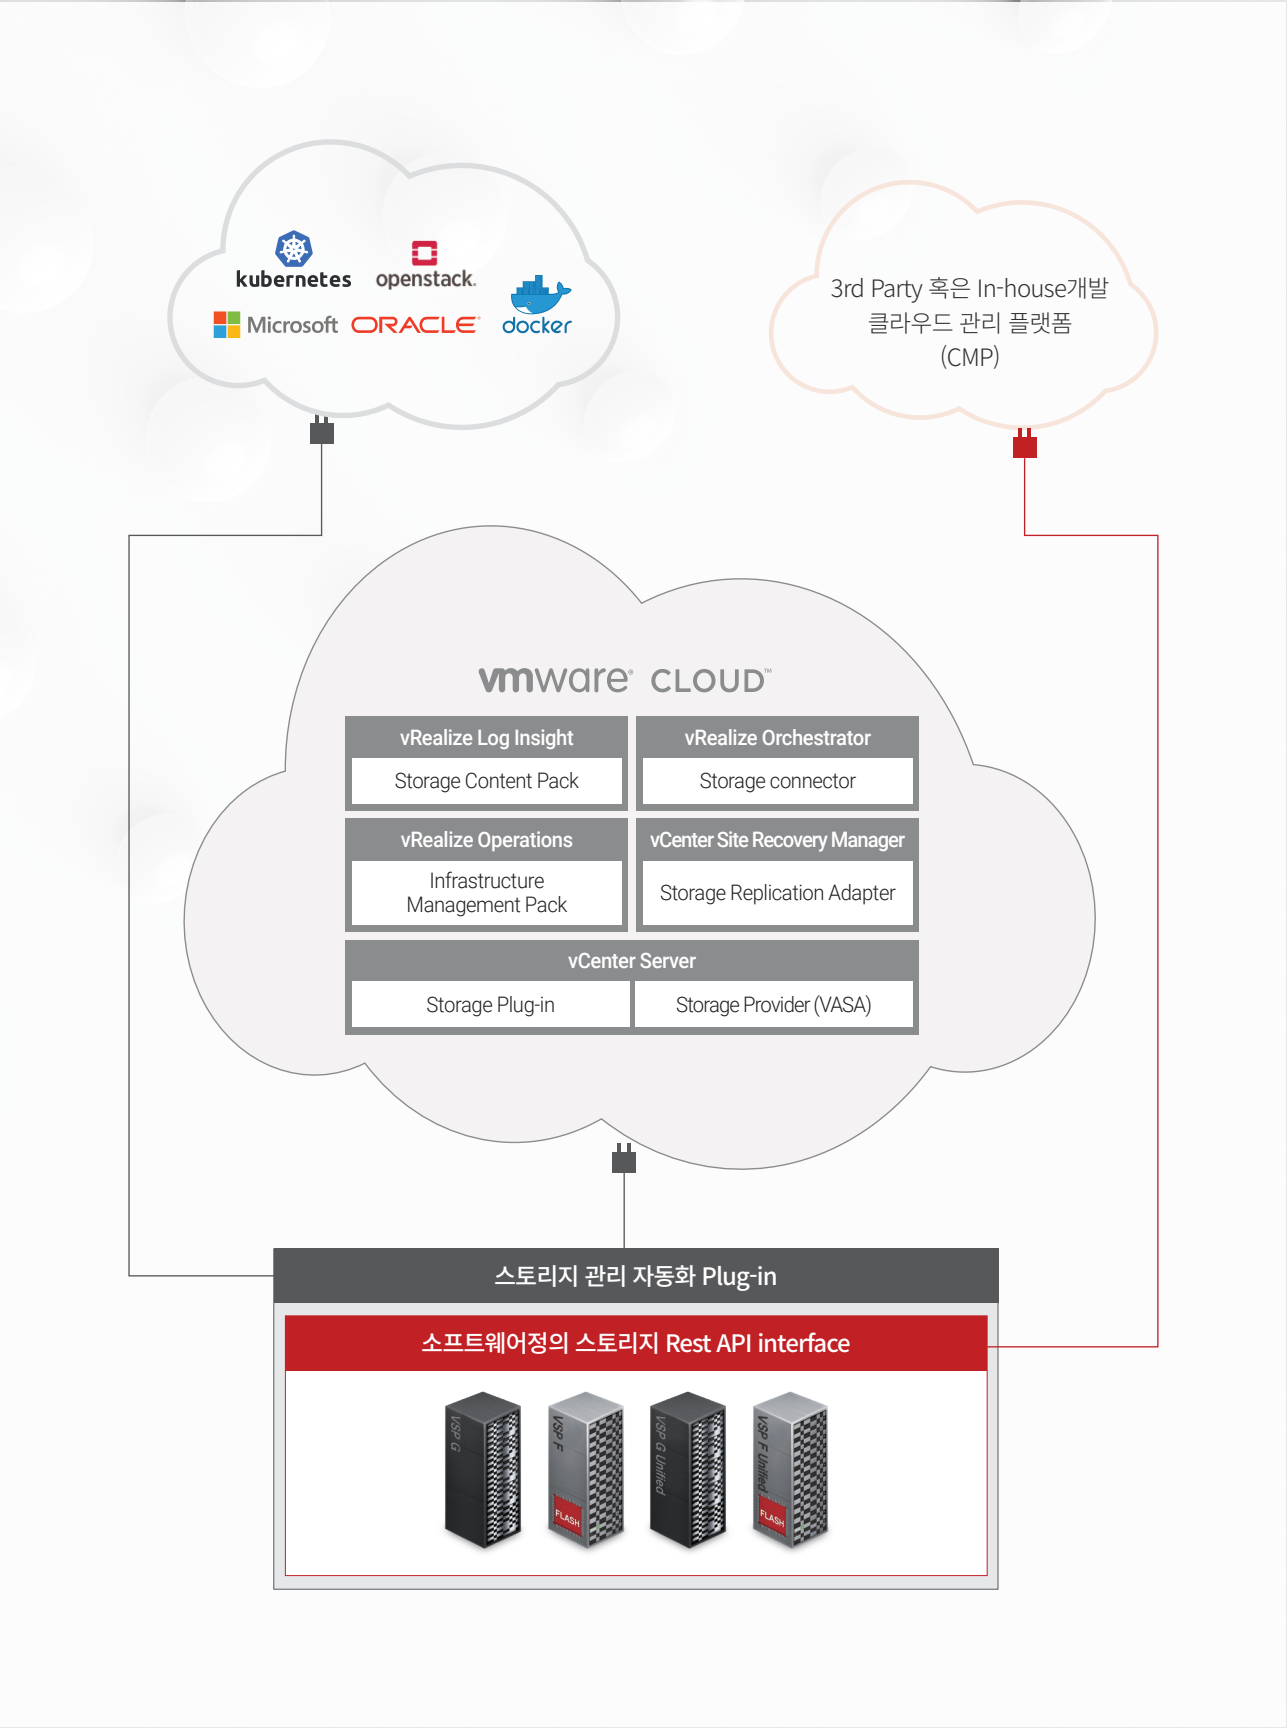 kubernetes
openstack.
Microsoft
ORACLE®
docker
3rd Party 혹은 In-house개발
클라우드 관리 플랫폼
(CMP)
vmware® CLOUD™
vRealize Log Insight
Storage Content Pack
vRealize Orchestrator
Storage connector
vRealize Operations
Infrastructure
Management Pack
vCenter Site Recovery Manager
Storage Replication Adapter
vCenter Server
Storage Plug-in
Storage Provider (VASA)
스토리지 관리 자동화 Plug-in
소프트웨어정의 스토리지 Rest API interface
VSP G
VSP F
FLASH
VSP G Unified
VSP F Unified
FLASH